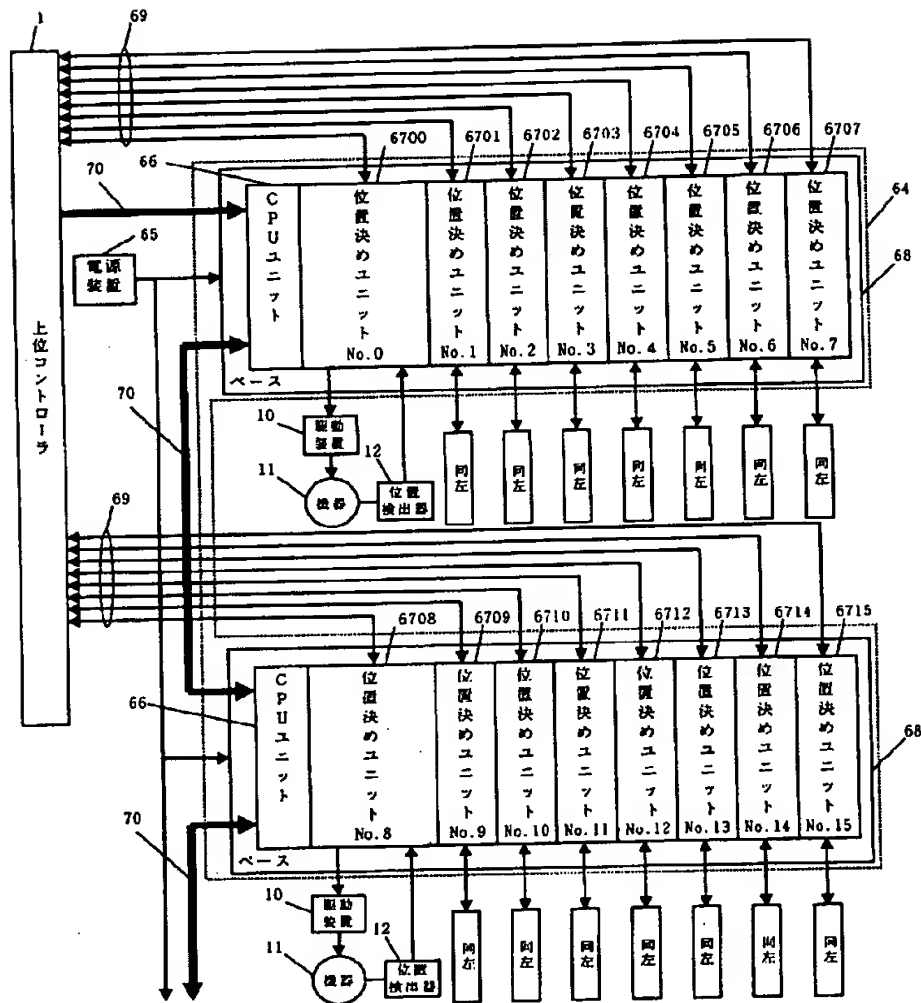 1
69
6700
6701
6702
6703
6704
6705
6706
6707
66
70
64
65
68
上位コントローラ
電源
装置
CPUユニット
位置決めユニット
No.0
位置決めユニット
No.1
位置決めユニット
No.2
位置決めユニット
No.3
位置決めユニット
No.4
位置決めユニット
No.5
位置決めユニット
No.6
位置決めユニット
No.7
ベース
70
10
駆動
装置
11
機器
12
位置
検出器
同左
同左
同左
同左
同左
同左
同左
69
6708
6709
6710
6711
6712
6713
6714
6715
66
68
CPUユニット
位置決めユニット
No.8
位置決めユニット
No.9
位置決めユニット
No.10
位置決めユニット
No.11
位置決めユニット
No.12
位置決めユニット
No.13
位置決めユニット
No.14
位置決めユニット
No.15
ベース
70
10
駆動
装置
11
機器
12
位置
検出器
同左
同左
同左
同左
同左
同左
同左